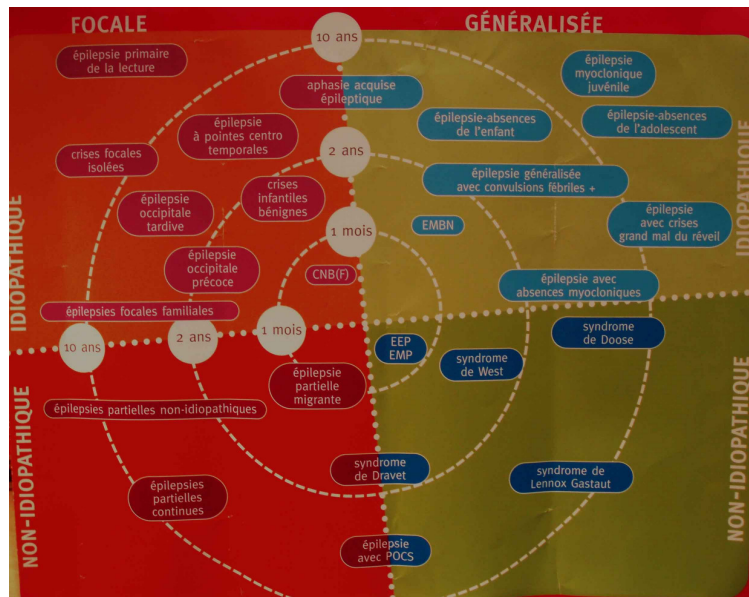 FOCALE
GÉNÉRALISÉE
10 ans
épilepsie primaire
de la lecture
épilepsie
myoclonique
juvénile
aphasie acquise
épileptique
épilepsie-absences
de l'enfant
épilepsie-absences
de l'adolescent
épilepsie
à pointes centro
temporales
2 ans
crises focales
isolées
crises
infantiles
bénignes
épilepsie généralisée
avec convulsions fébriles +
épilepsie
occipitale
tardive
1 mois
EMBN
épilepsie
avec crises
grand mal du réveil
épilepsie
occipitale
précoce
CNB(F)
épilepsie avec
absences myocloniques
IDIOPATHIQUE
IDIOPATHIQUE
épilepsies focales familiales
10 ans
2 ans
1 mois
EEP
EMP
syndrome
de Doose
syndrome
de West
épilepsie
partielle
migrante
épilepsies partielles non-idiopathiques
syndrome
de Dravet
syndrome de
Lennox Gastaut
épilepsies
partielles
continues
épilepsie
avec POCS
NON-IDIOPATHIQUE
NON-IDIOPATHIQUE